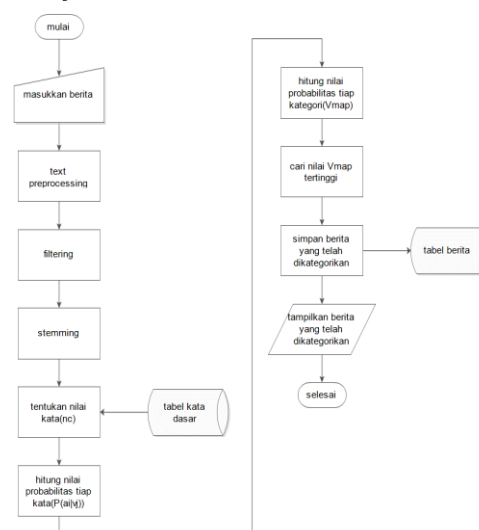 mulai
masukkan berita
text
preprocessing
filtering
stemming
tentukan nilai
kata(nc)
tabel kata
dasar
hitung nilai
probabilitas tiap
kata(P(ai|vj))
hitung nilai
probabilitas tiap
kategori(Vmap)
cari nilai Vmap
tertinggi
simpan berita
yang telah
dikategorikan
tabel berita
tampilkan berita
yang telah
dikategorikan
selesai